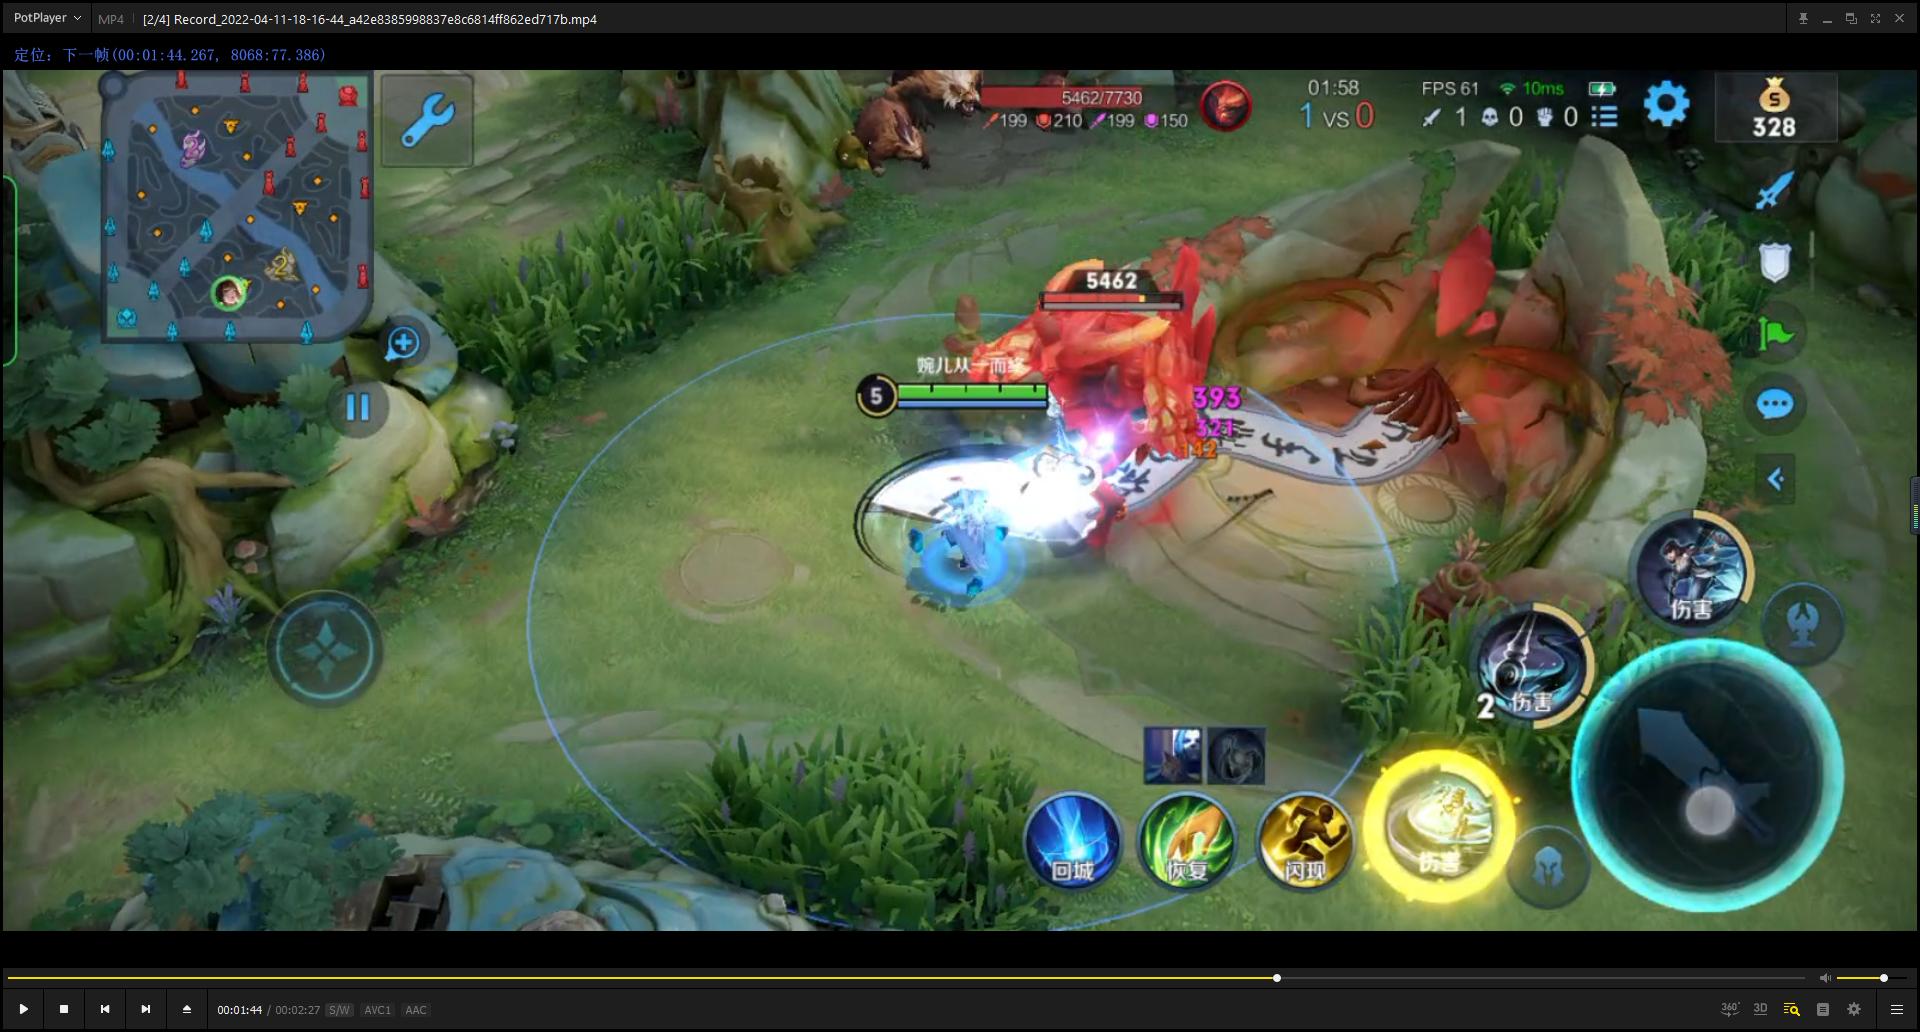 PotPlayer MP4 [2/4] Record_2022-04-11-18-16-44_a42e8385998837e8c6814ff862ed717b.mp4
定位: 下一帧(00:01:44.267, 8068:77.386)
5462/7730
199 210 199 150
01:58
1 VS 0
FPS 61 10ms
1 0 0
S
328
2
5462
婉儿从一而终
5
393
321
142
伤害
2 伤害
伤害
回城
恢复
闪现
00:01:44 / 00:02:27 S/W AVC1 AAC
360° 3D